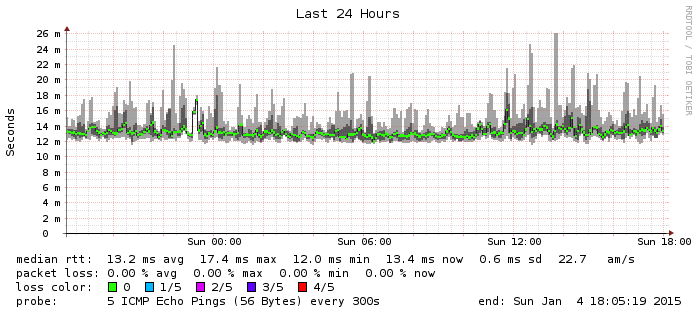 Last 24 Hours
RRDTOOL / TOBI OETIKER
Seconds
26 m
24 m
22 m
20 m
18 m
16 m
14 m
12 m
10 m
8 m
6 m
4 m
2 m
0
Sun 00:00 Sun 06:00 Sun 12:00 Sun 18:00
median rtt: 13.2 ms avg 17.4 ms max 12.0 ms min 13.4 ms now 0.6 ms sd 22.7 am/s
packet loss: 0.00 % avg 0.00 % max 0.00 % min 0.00 % now
loss color: 0 1/5 2/5 3/5 4/5
probe: 5 ICMP Echo Pings (56 Bytes) every 300s end: Sun Jan 4 18:05:19 2015